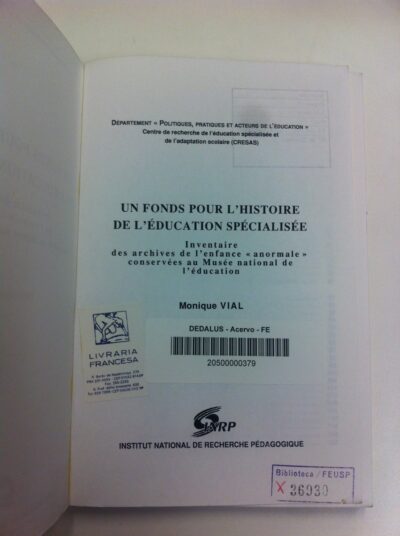 DÉPARTEMENT « POLITIQUES, PRATIQUES ET ACTEURS DE L'ÉDUCATION »
Centre de recherche de l'éducation spécialisée et
de l'adaptation scolaire (CRESAS)
UN FONDS POUR L'HISTOIRE
DE L'ÉDUCATION SPÉCIALISÉE
Inventaire
des archives de l'enfance « anormale »
conservées au Musée national de
l'éducation
Monique VIAL
DEDALUS - Acervo - FE
20500000379
LIVRARIA
FRANCESA
INRP
INSTITUT NATIONAL DE RECHERCHE PÉDAGOGIQUE
Biblioteca / FEUSP
X 36930